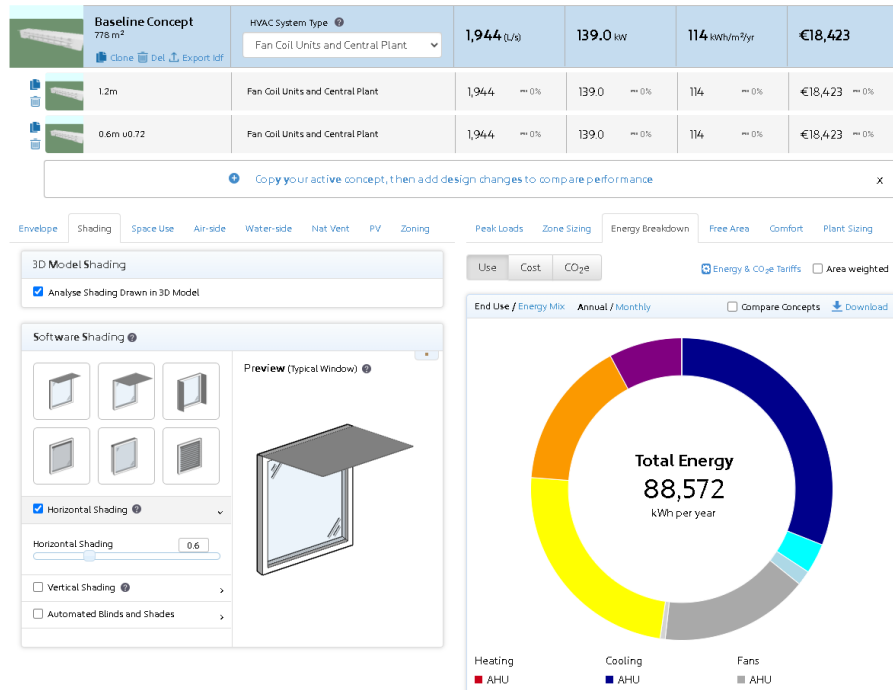 Baseline Concept
778 m²
Clone Del Export Idf
HVAC System Type
Fan Coil Units and Central Plant
1,944 (L/s)
139.0 kW
114 kWh/m²/yr
€18,423
1.2m
Fan Coil Units and Central Plant
1,944 0%
139.0 0%
114 0%
€18,423 0%
0.6m u0.72
Fan Coil Units and Central Plant
1,944 0%
139.0 0%
114 0%
€18,423 0%
Copy your active concept, then add design changes to compare performance
x
Envelope Shading Space Use Air-side Water-side Nat Vent PV Zoning
3D Model Shading
Analyse Shading Drawn in 3D Model
Software Shading
Preview (Typical Window)
Horizontal Shading
Horizontal Shading 0.6
Vertical Shading
Automated Blinds and Shades
Peak Loads Zone Sizing Energy Breakdown Free Area Comfort Plant Sizing
Use Cost CO₂e
Energy & CO₂e Tariffs Area weighted
End Use / Energy Mix Annual / Monthly Compare Concepts Download
Total Energy
88,572
kWh per year
Heating Cooling Fans
AHU AHU AHU